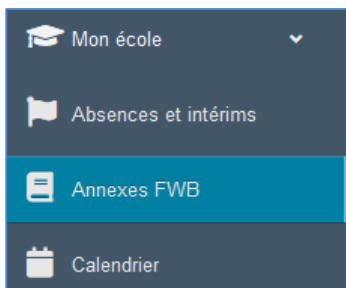 Mon école
Absences et intérims
Annexes FWB
Calendrier